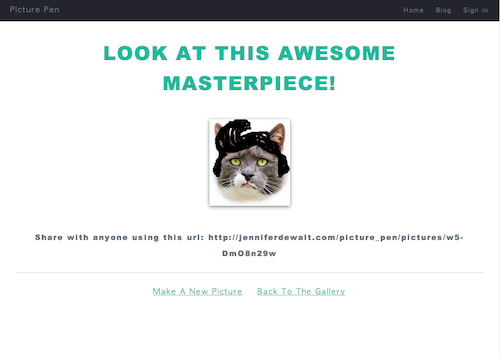 Picture Pen Home Blog Sign in
LOOK AT THIS AWESOME
MASTERPIECE!
Share with anyone using this url: http://jenniferdewalt.com/picture_pen/pictures/w5-
DmO8n29w
Make A New Picture Back To The Gallery